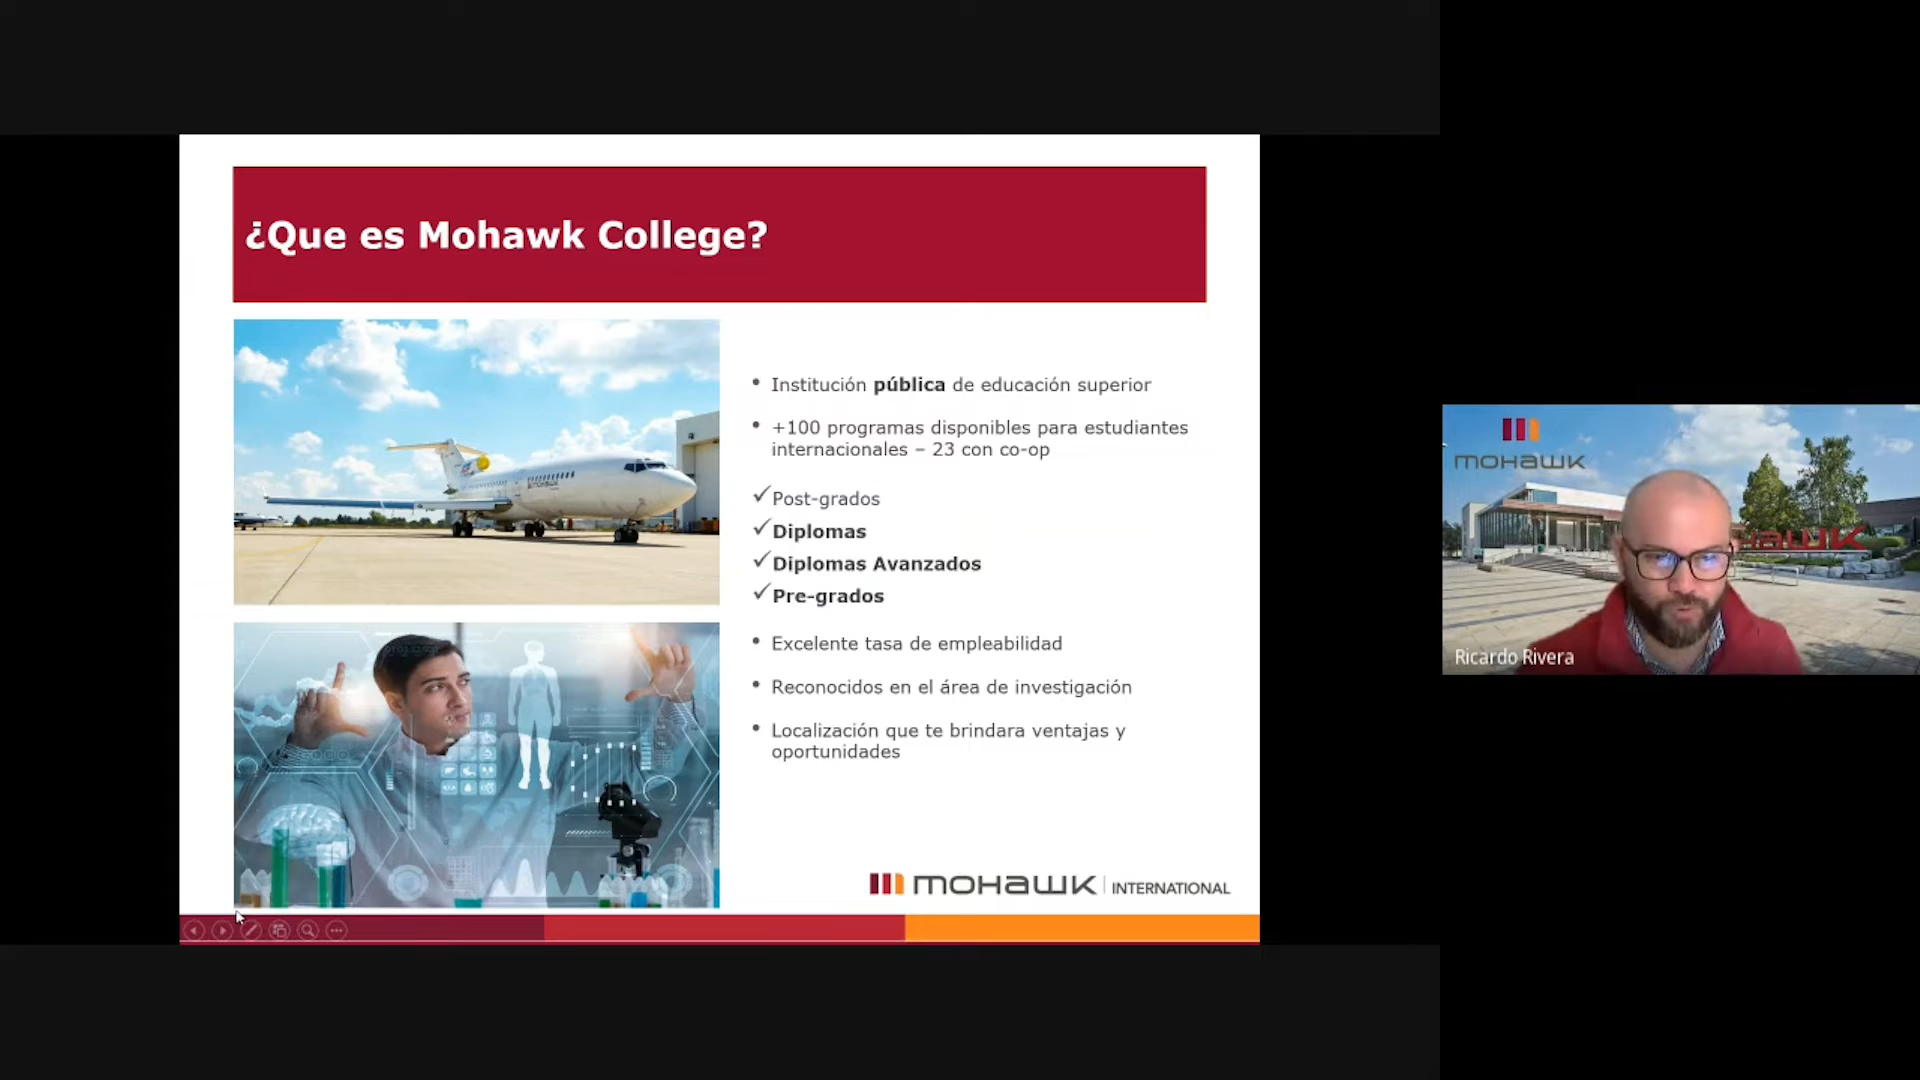 ¿Que es Mohawk College?
MOHAWK
• Institución pública de educación superior
• +100 programas disponibles para estudiantes
internacionales – 23 con co-op
✓Post-grados
✓Diplomas
✓Diplomas Avanzados
✓Pre-grados
• Excelente tasa de empleabilidad
• Reconocidos en el área de investigación
• Localización que te brindara ventajas y
oportunidades
mohawk | INTERNATIONAL
mohawk
Ricardo Rivera